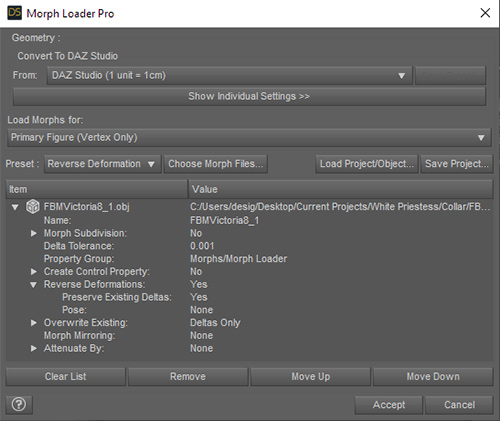 DS Morph Loader Pro
Geometry :
Convert To DAZ Studio
From: DAZ Studio (1 unit = 1cm)
Show Individual Settings >>
Load Morphs for:
Primary Figure (Vertex Only)
Preset : Reverse Deformation Choose Morph Files... Load Project/Object... Save Project...
Item Value
FBMVictoria8_1.obj C:/Users/desig/Desktop/Current Projects/White Priestess/Collar/FB...
Name: FBMVictoria8_1
Morph Subdivision: No
Delta Tolerance: 0.001
Property Group: Morphs/Morph Loader
Create Control Property: No
Reverse Deformations: Yes
Preserve Existing Deltas: Yes
Pose: None
Overwrite Existing: Deltas Only
Morph Mirroring: None
Attenuate By: None
Clear List Remove Move Up Move Down
? Accept Cancel